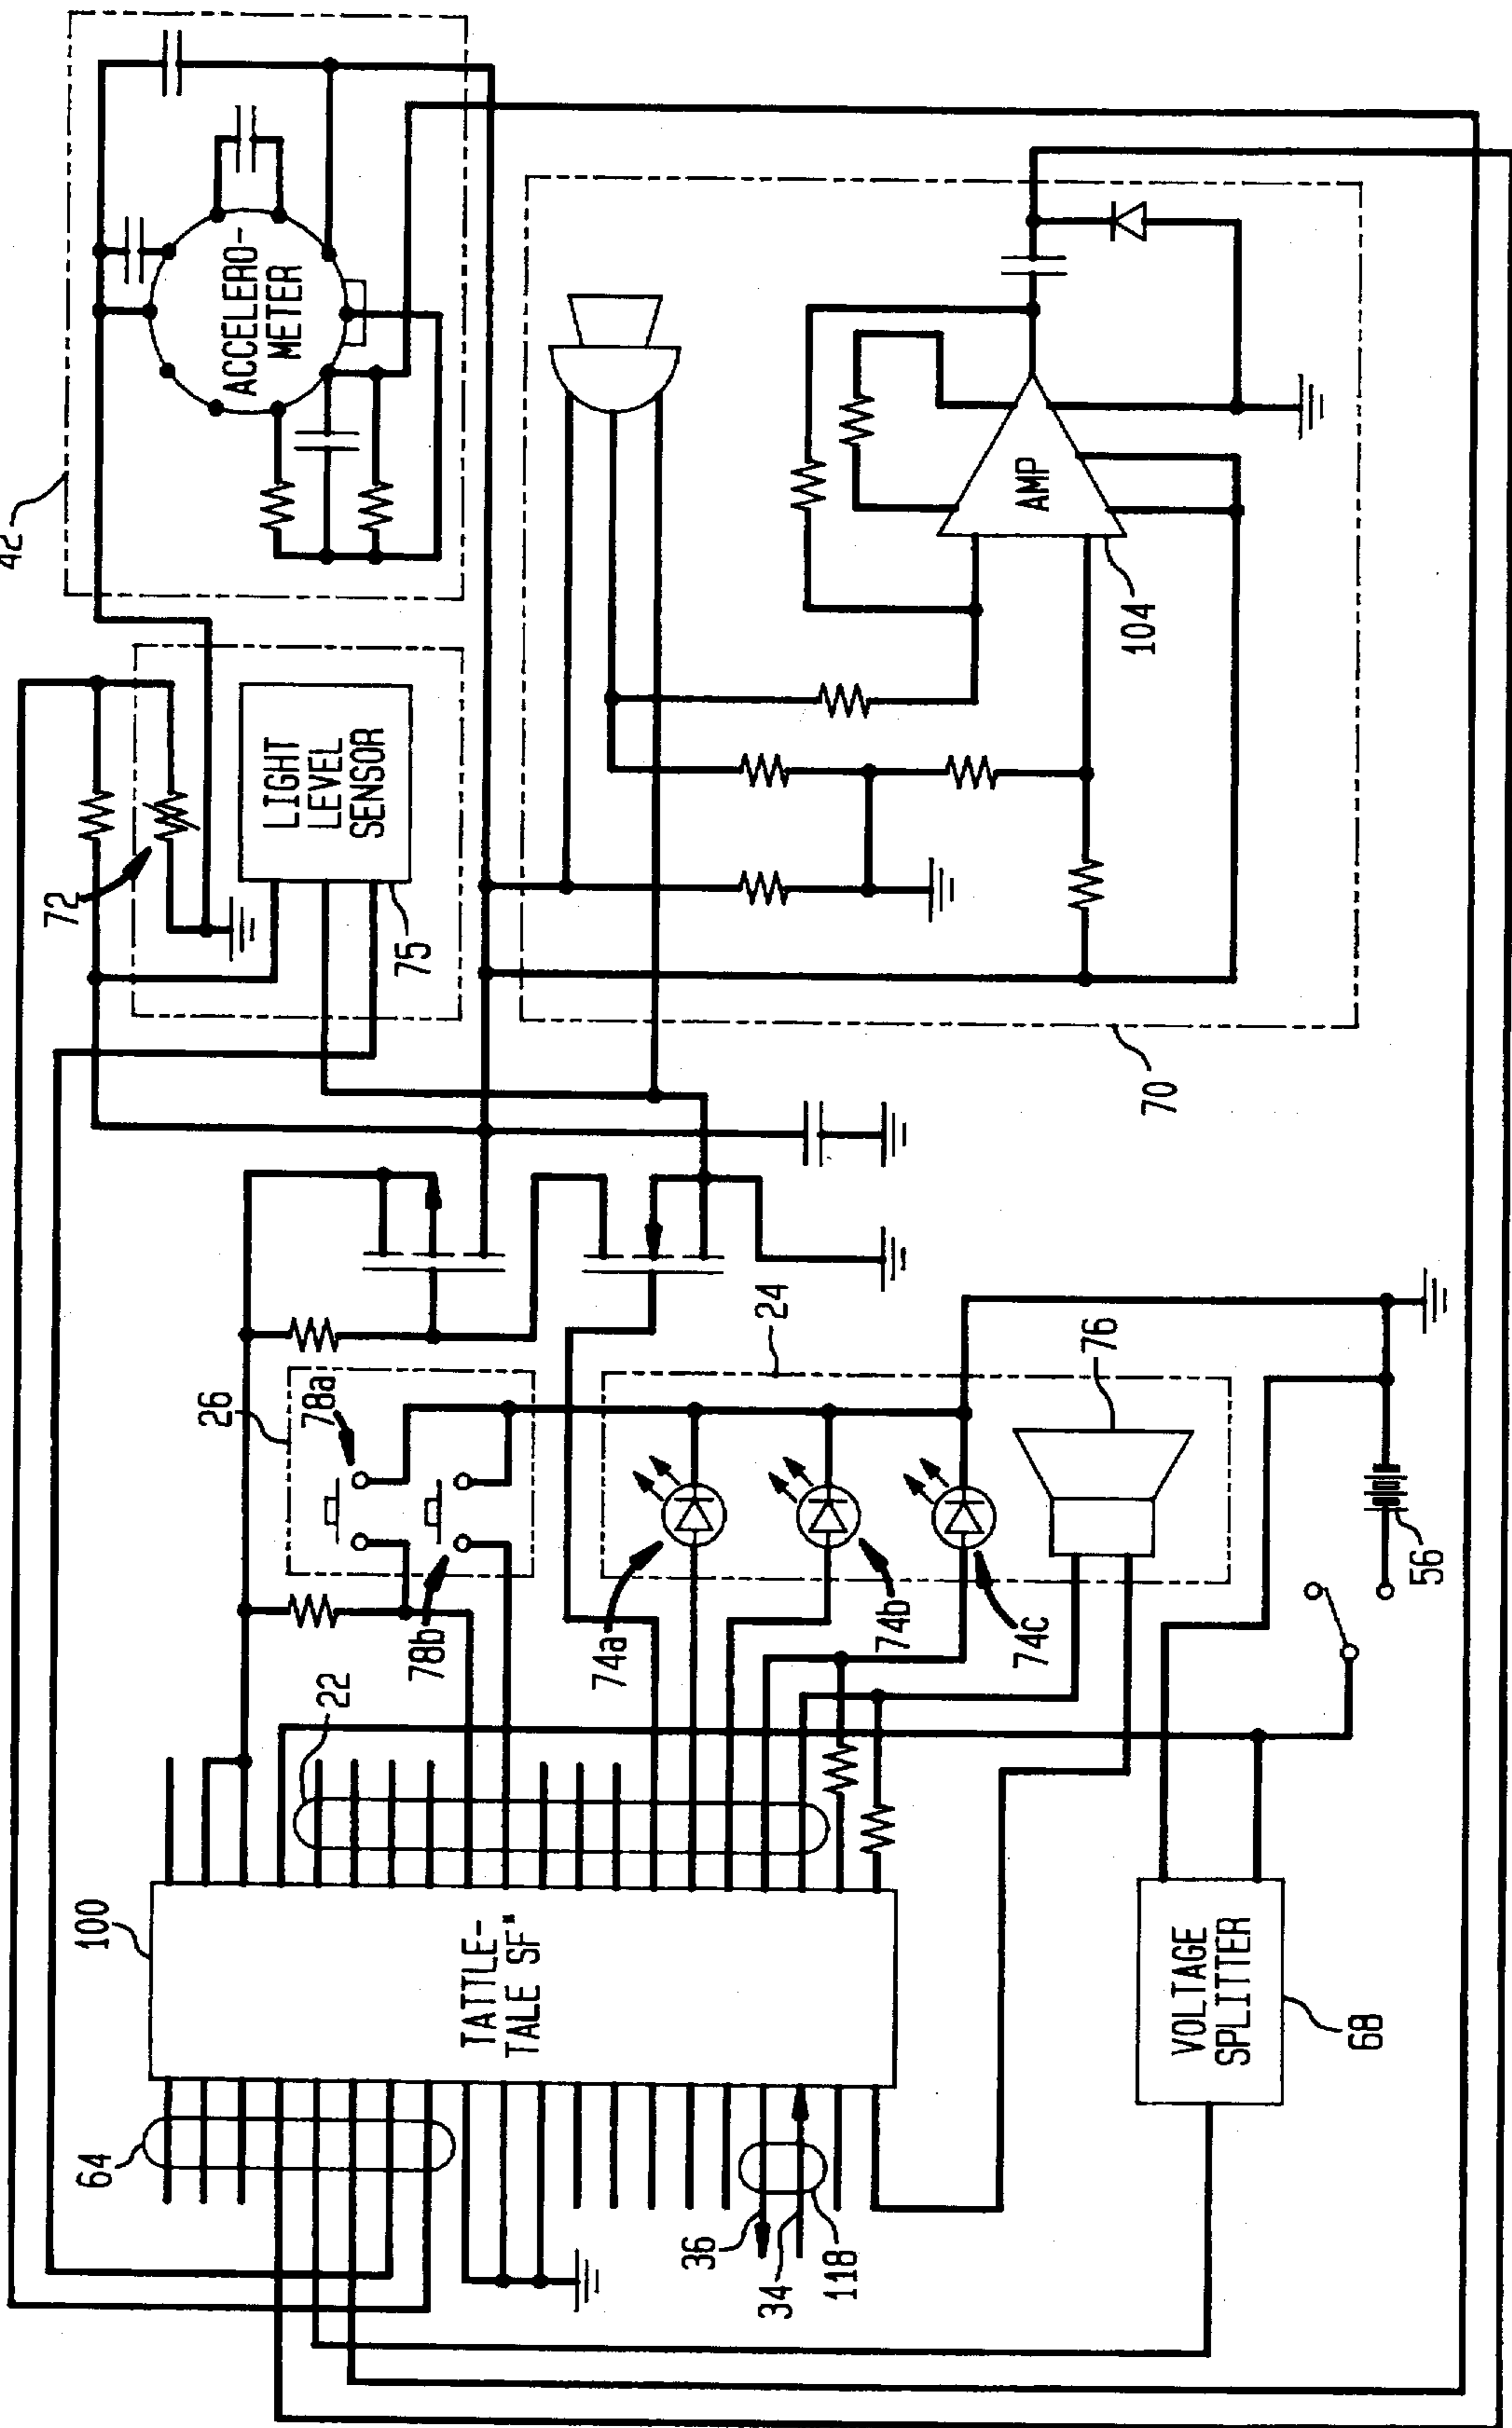 42
ACCELERO-
METER
72
LIGHT
LEVEL
SENSOR
75
AMP
104
70
26
78a
78b
24
76
74a
74b
74c
56
22
100
TATTLE-
TALE SF*
VOLTAGE
SPLITTER
68
64
36
34
118